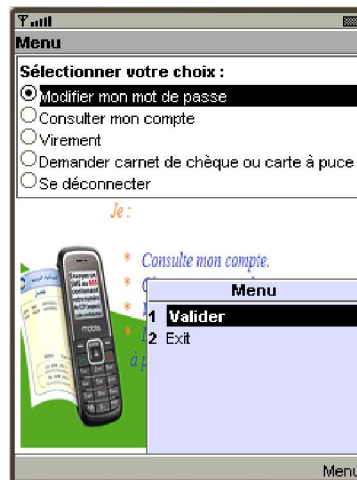 Menu
Sélectionner votre choix :
Modifier mon mot de passe
Consulter mon compte
Virement
Demander carnet de chèque ou carte à puce
Se déconnecter
Je :
* Consulte mon compte.
*
*
*
à p
Menu
1 Valider
2 Exit
mobilis
Menu